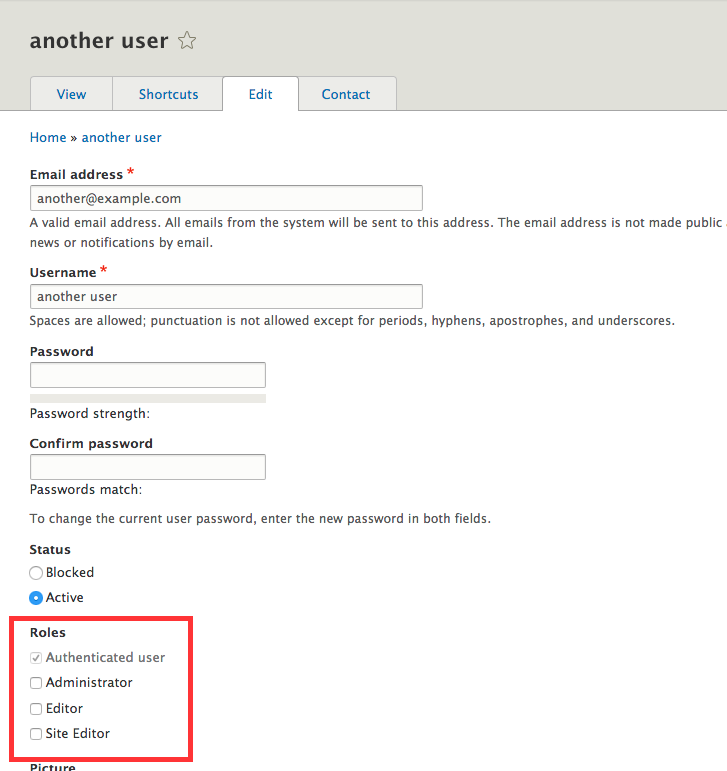 another user
View
Shortcuts
Edit
Contact
Home » another user
Email address *
another@example.com
A valid email address. All emails from the system will be sent to this address. The email address is not made public
news or notifications by email.
Username *
another user
Spaces are allowed; punctuation is not allowed except for periods, hyphens, apostrophes, and underscores.
Password
Password strength:
Confirm password
Passwords match:
To change the current user password, enter the new password in both fields.
Status
Blocked
Active
Roles
Authenticated user
Administrator
Editor
Site Editor
Picture